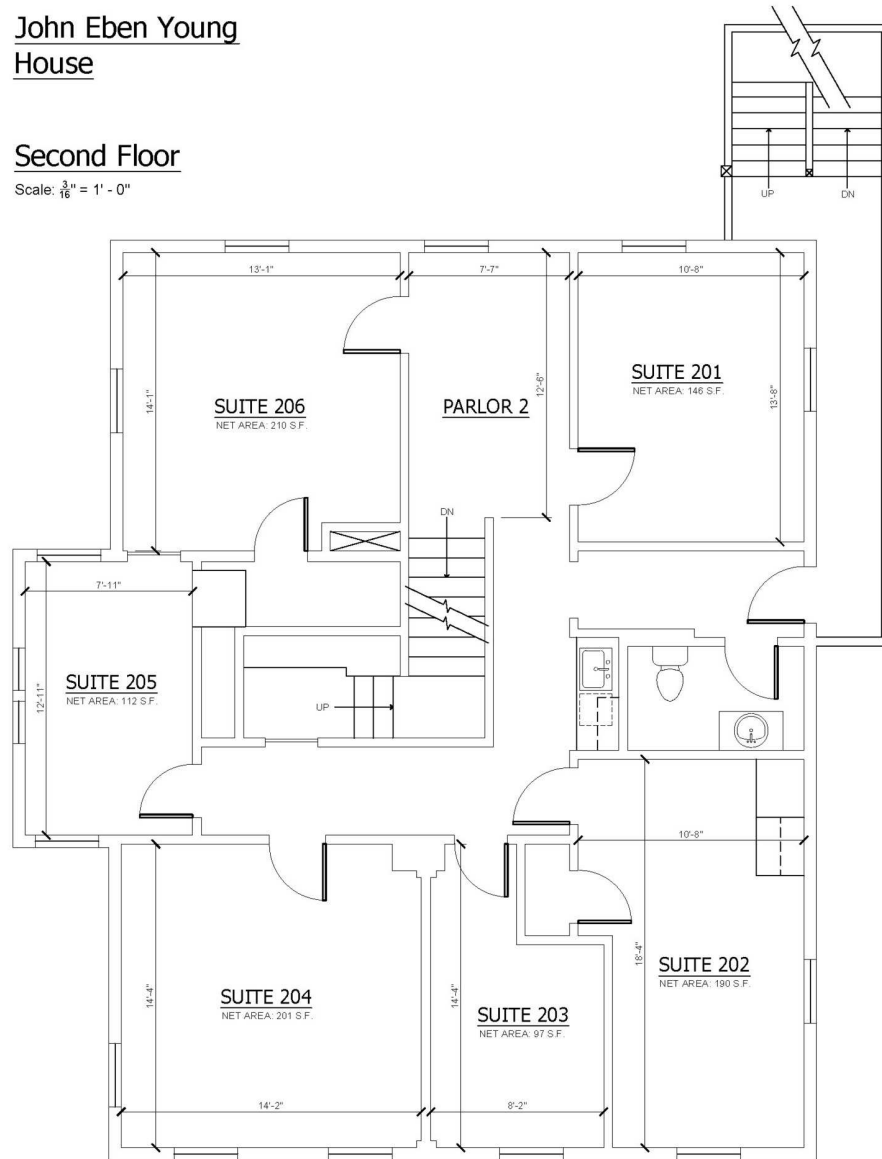 John Eben Young
House
Second Floor
Scale: 3/16" = 1' - 0"
UP
DN
13'-1"
7'-7"
10'-8"
14'-1"
12'-6"
13'-8"
SUITE 206
NET AREA: 210 S.F.
PARLOR 2
SUITE 201
NET AREA: 146 S.F.
DN
7'-11"
12'-11"
SUITE 205
NET AREA: 112 S.F.
UP
10'-8"
18'-4"
SUITE 202
NET AREA: 190 S.F.
14'-4"
SUITE 204
NET AREA: 201 S.F.
14'-4"
SUITE 203
NET AREA: 97 S.F.
14'-2"
8'-2"